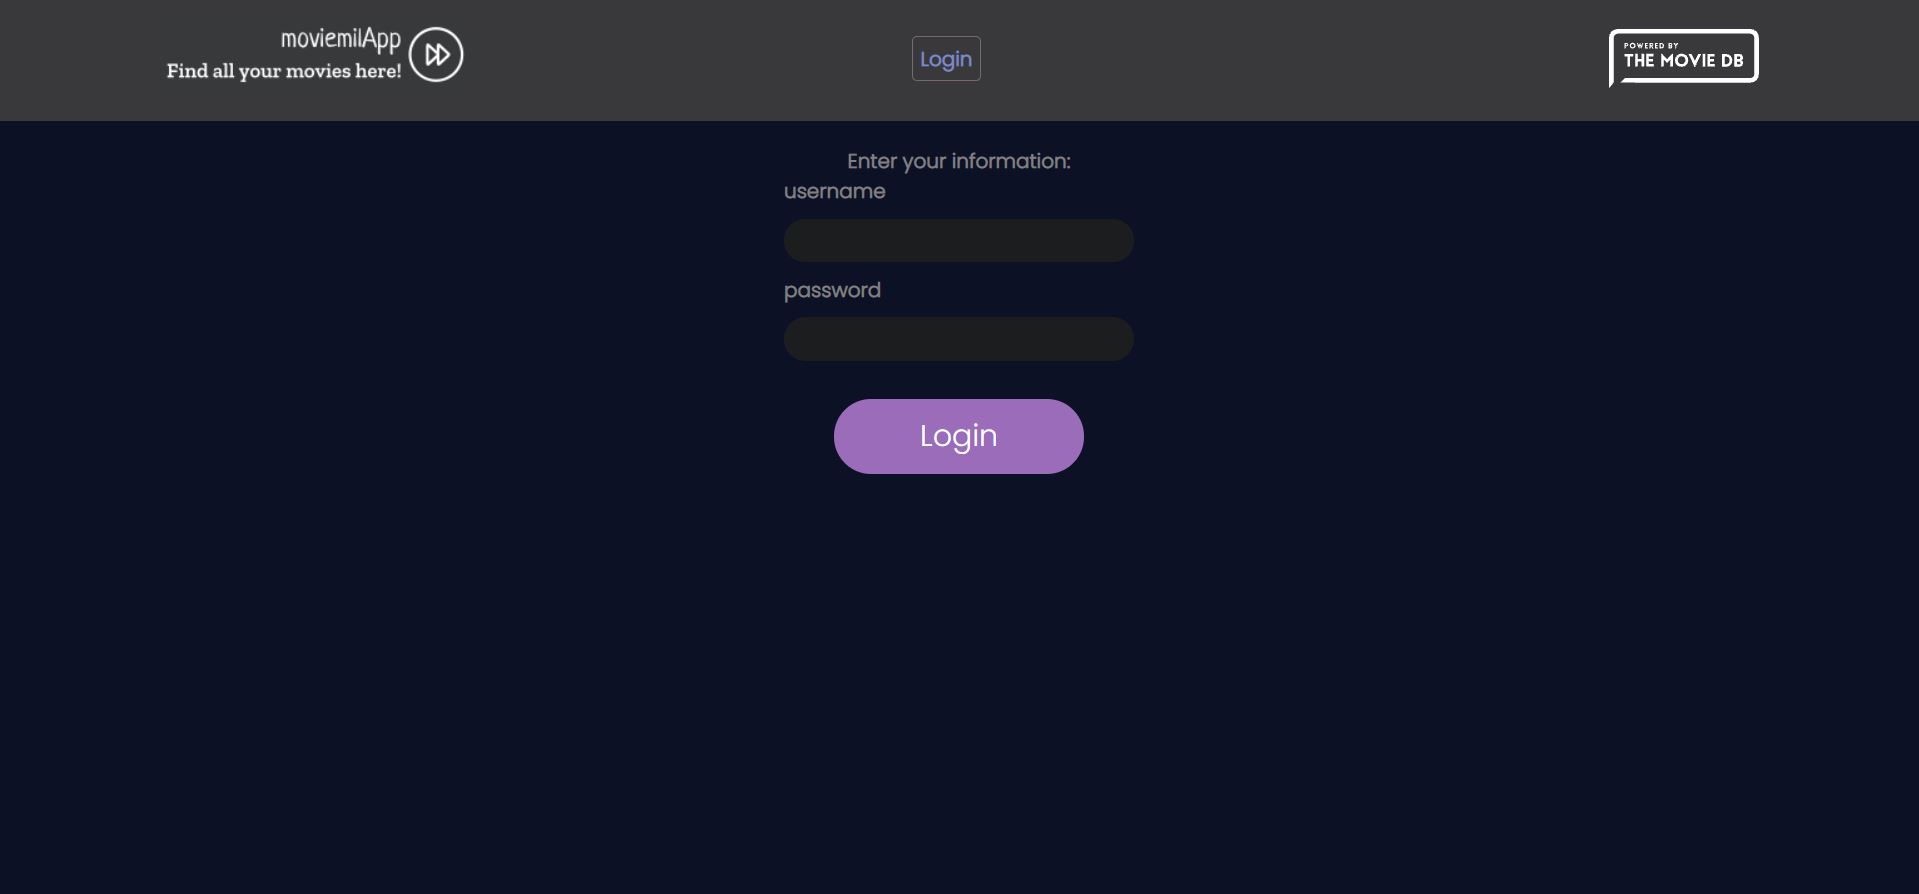 moviemilApp
Find all your movies here!
Login
POWERED BY
THE MOVIE DB
Enter your information:
username
password
Login